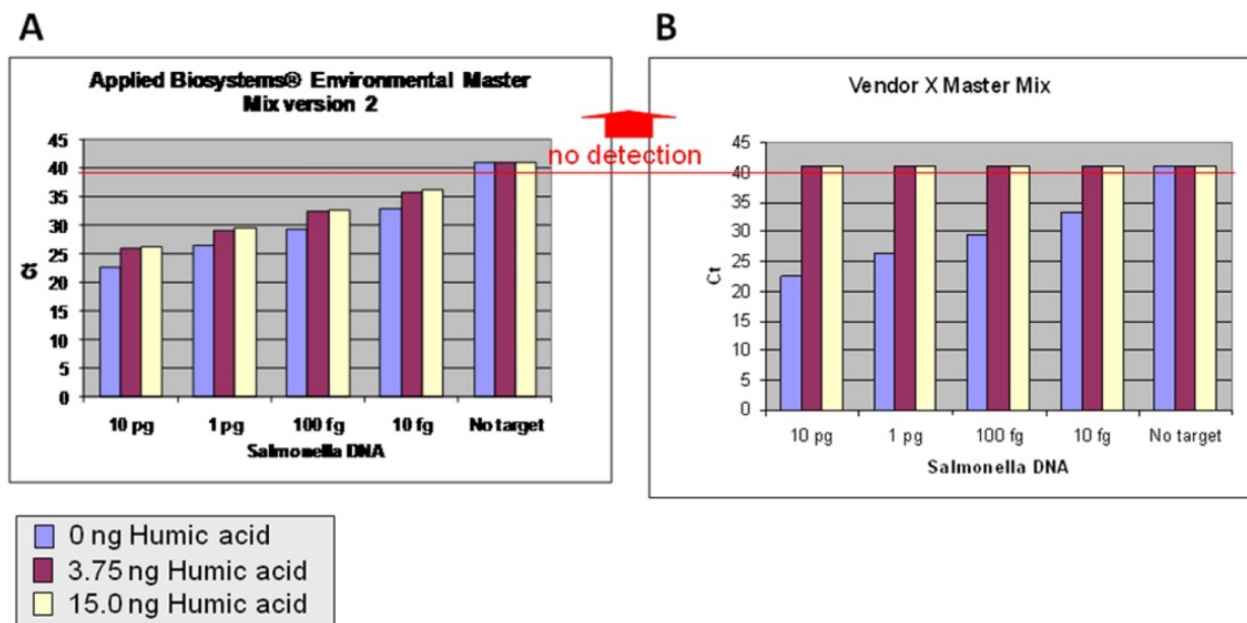 A
Applied Biosystems® Environmental Master
Mix version 2
45
40
35
30
25
20
15
10
5
0
Ct
10 pg
1 pg
100 fg
10 fg
No target
Salmonella DNA
no detection
B
Vendor X Master Mix
45
40
35
30
25
20
15
10
5
0
Ct
10 pg
1 pg
100 fg
10 fg
No target
Salmonella DNA
0 ng Humic acid
3.75 ng Humic acid
15.0 ng Humic acid